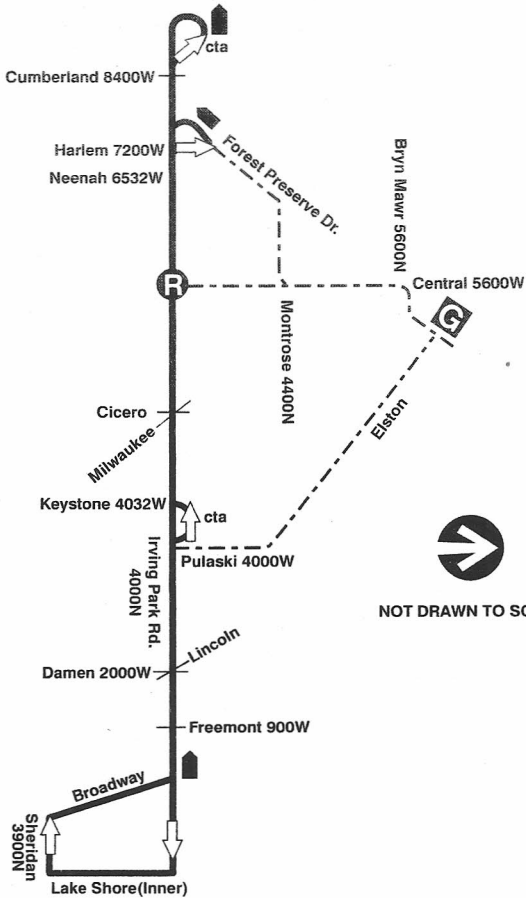 cta
Cumberland 8400W
Harlem 7200W
Neenah 6532W
Forest Preserve Dr.
Bryn Mawr 5600N
R
Central 5600W
G
Montrose 4400N
Cicero
Milwaukee
Elston
Keystone 4032W
cta
Pulaski 4000W
Irving Park Rd.
4000N
NOT DRAWN TO SC
Lincoln
Damen 2000W
Freemont 900W
Broadway
Sheridan
3900N
Lake Shore(Inner)